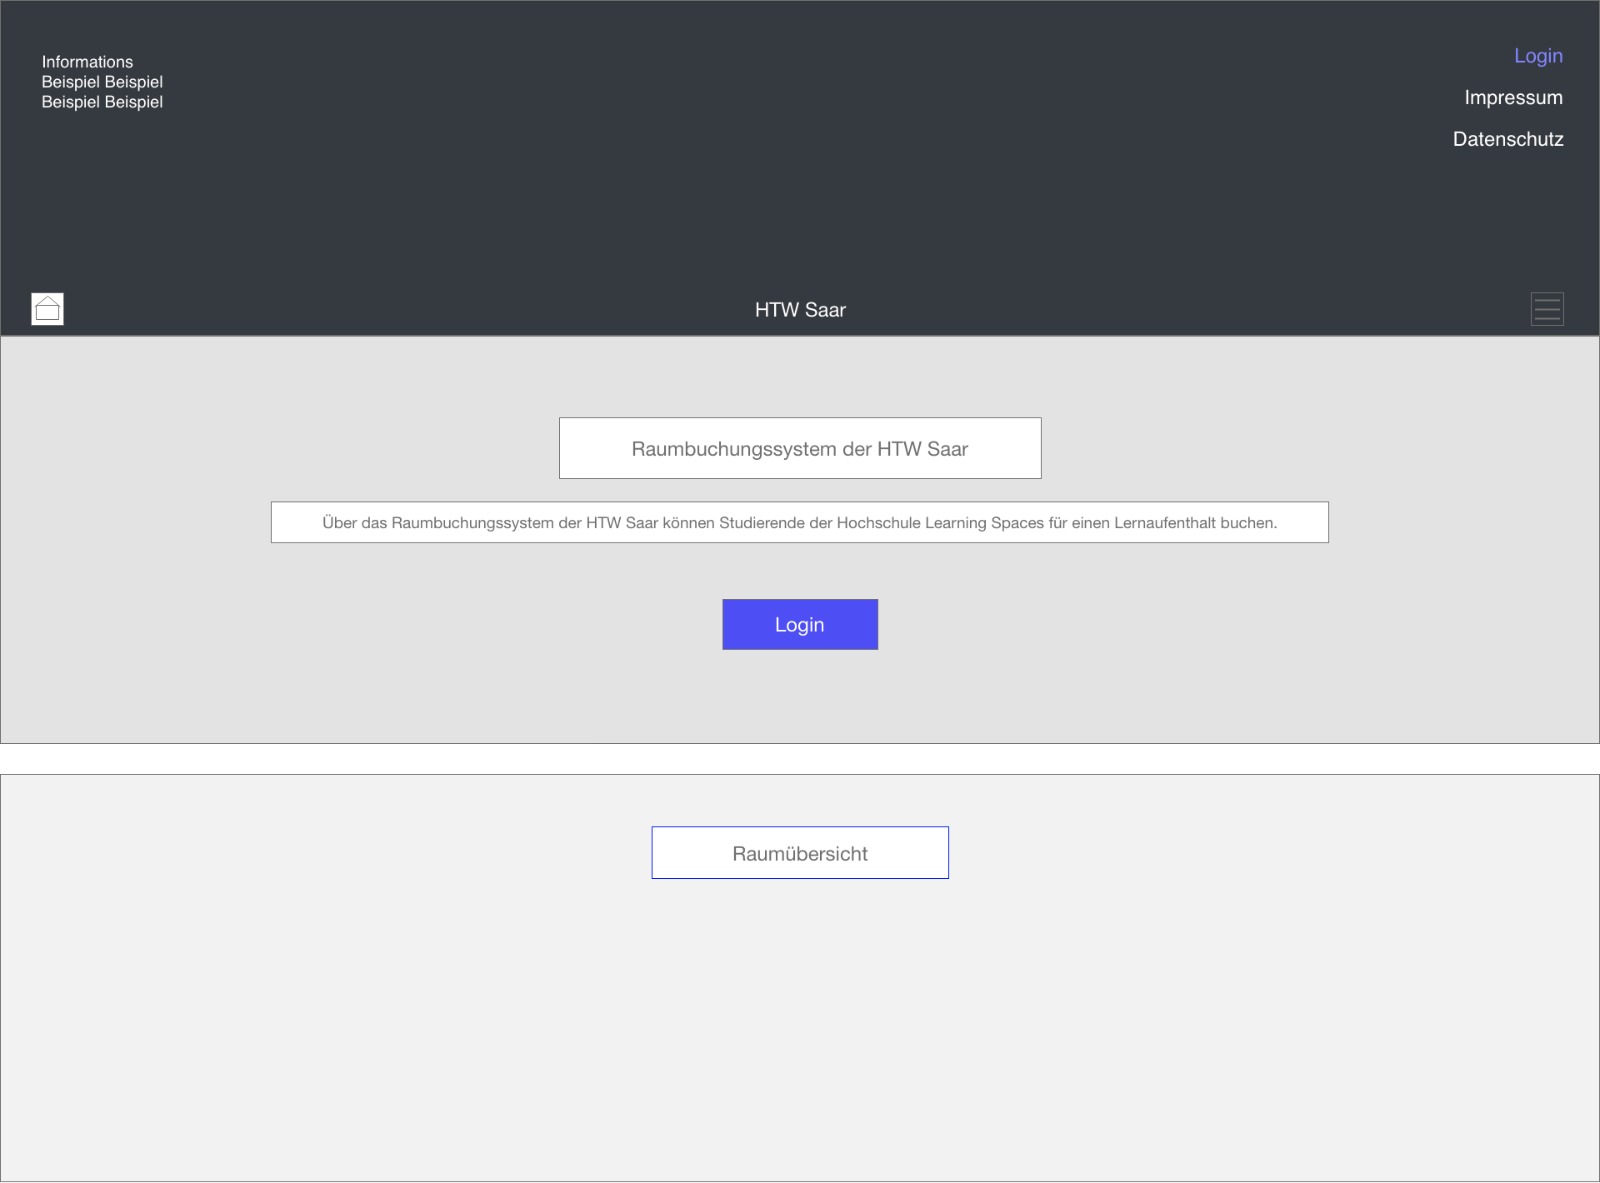 Informations
Beispiel Beispiel
Beispiel Beispiel
Login
Impressum
Datenschutz
HTW Saar
Raumbuchungssystem der HTW Saar
Über das Raumbuchungssystem der HTW Saar können Studierende der Hochschule Learning Spaces für einen Lernaufenthalt buchen.
Login
Raumübersicht